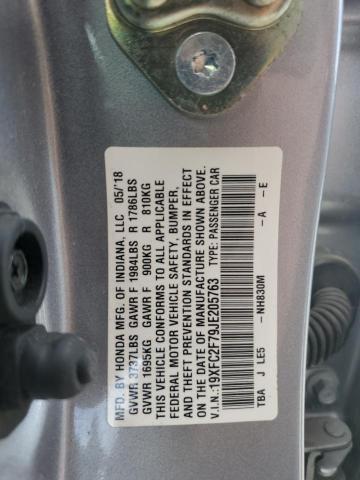 MFD. BY HONDA MFG. OF INDIANA, LLC 05/'18
GVWR 3737LBS GAWR F 1984LBS R 1786LBS
GVWR 1695KG GAWR F 900KG R 810KG
THIS VEHICLE CONFORMS TO ALL APPLICABLE
FEDERAL MOTOR VEHICLE SAFETY, BUMPER,
AND THEFT PREVENTION STANDARDS IN EFFECT
ON THE DATE OF MANUFACTURE SHOWN ABOVE.
V.I.N.:19XFC2F79JE205763 TYPE: PASSENGER CAR
NH830M -A -E
TBA J LE5